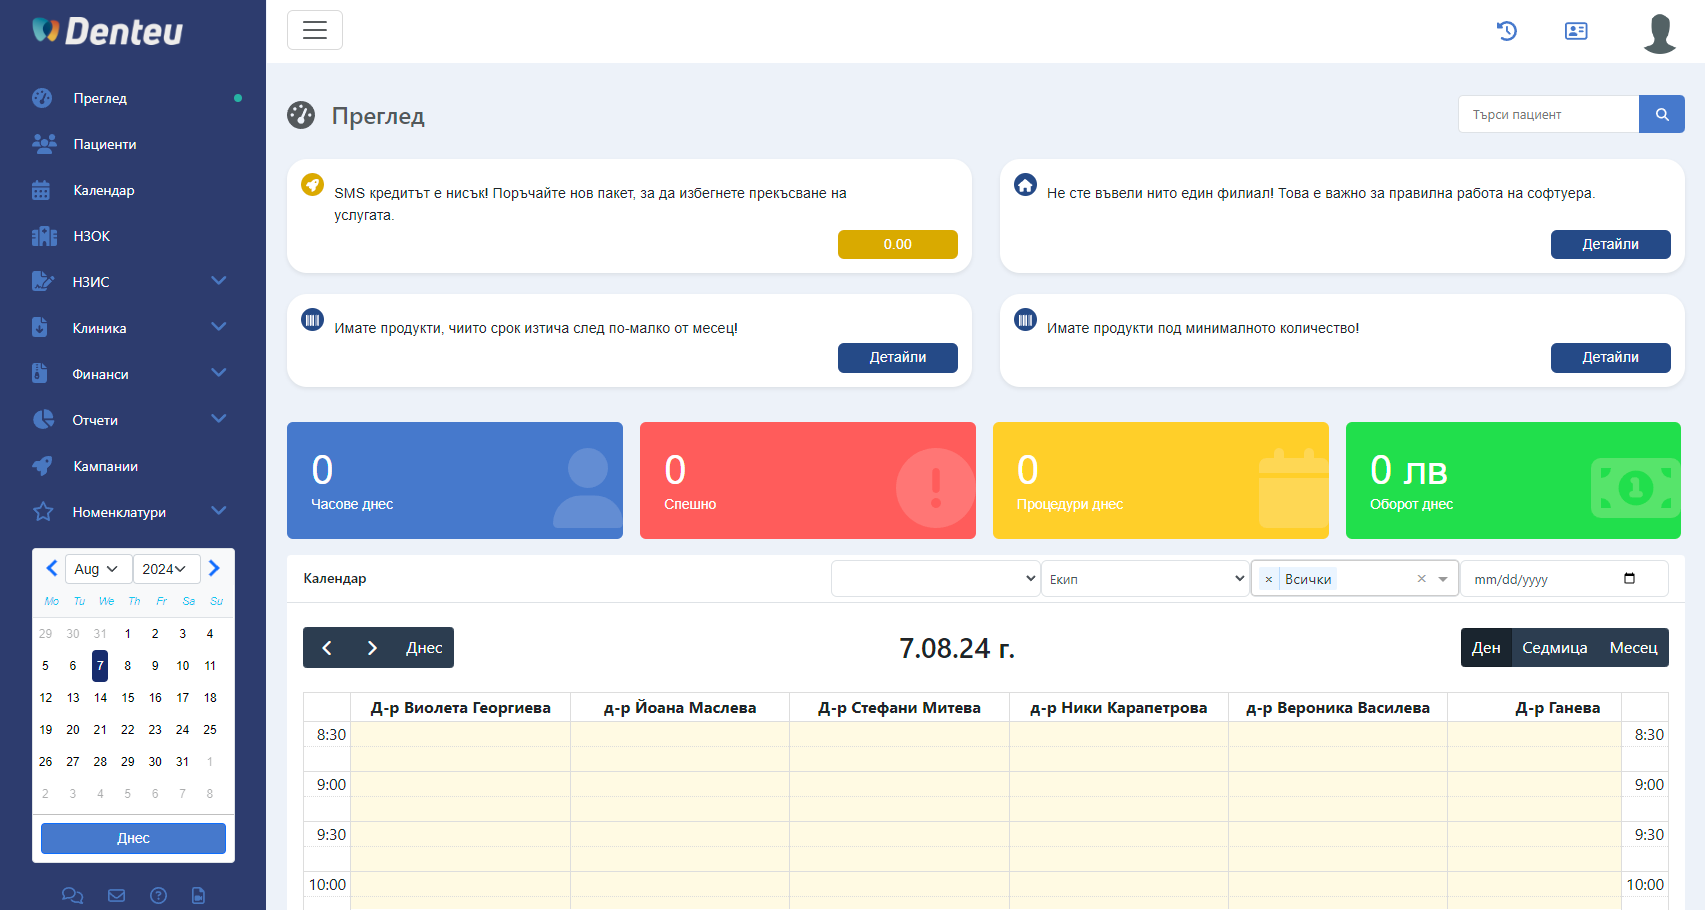 Denteu
Преглед
Пациенти
Календар
НЗОК
НЗИС
Клиника
Финанси
Отчети
Кампании
Номенклатури
Aug 2024
Mo Tu We Th Fr Sa Su
29 30 31 1 2 3 4
5 6 7 8 9 10 11
12 13 14 15 16 17 18
19 20 21 22 23 24 25
26 27 28 29 30 31 1
2 3 4 5 6 7 8
Днес
Преглед
Търси пациент
SMS кредитът е нисък! Поръчайте нов пакет, за да избегнете прекъсване на
услугата.
0.00
Не сте въвели нито един филиал! Това е важно за правилна работа на софтуера.
Детайли
Имате продукти, чиито срок изтича след по-малко от месец!
Детайли
Имате продукти под минималното количество!
Детайли
0
Часове днес
0
Спешно
0
Процедури днес
0 лв
Оборот днес
1
Календар
Екип
× Всички ×
mm/dd/yyyy
Днес
7.08.24 г.
Ден Седмица Месец
Д-р Виолета Георгиева д-р Йоана Маслева Д-р Стефани Митева д-р Ники Карапетрова д-р Вероника Василева Д-р Ганева
8:30 8:30
9:00 9:00
9:30 9:30
10:00 10:00